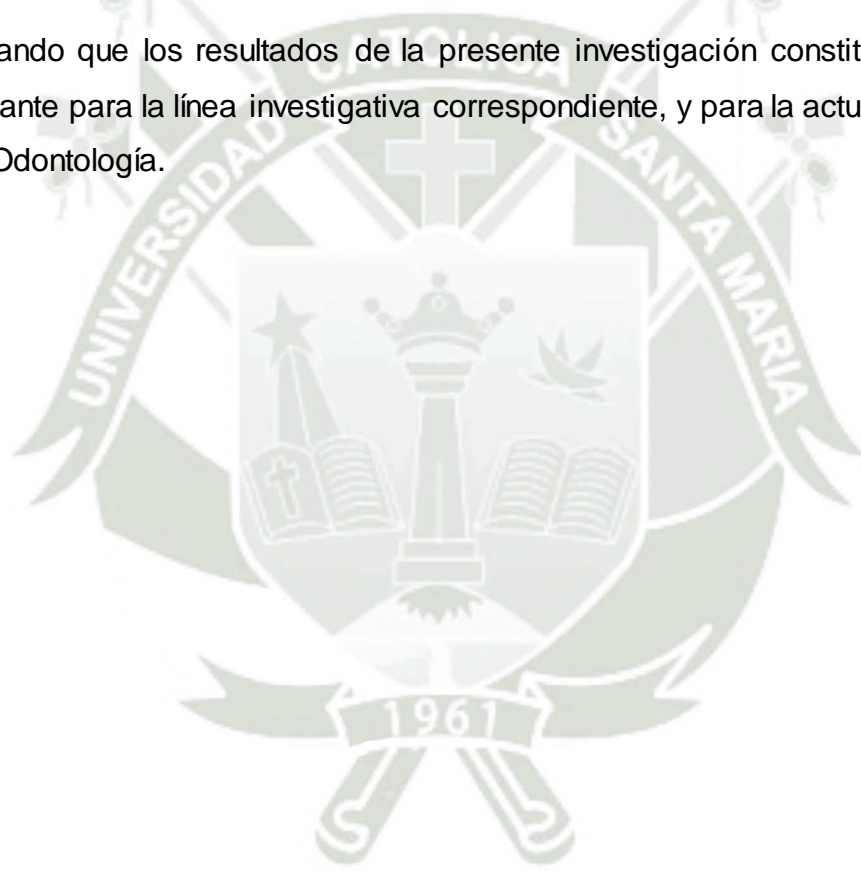 ando que los resultados de la presente investigación constit
ante para la línea investigativa correspondiente, y para la actu
Odontología.
UNIVERSIDAD CATOLICA SANTA MARIA
1961